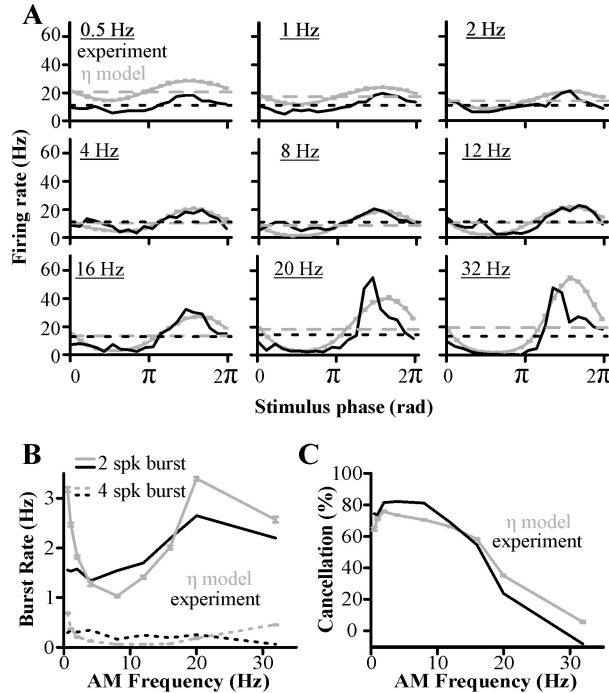 A
0.5 Hz
1 Hz
2 Hz
experiment
η model
60
40
20
0
4 Hz
8 Hz
12 Hz
60
40
20
0
16 Hz
20 Hz
32 Hz
60
40
20
0
Firing rate (Hz)
0 π 2π
0 π 2π
0 π 2π
Stimulus phase (rad)
B
2 spk burst
4 spk burst
3
2
1
0
Burst Rate (Hz)
η model
experiment
0 10 20 30
AM Frequency (Hz)
C
100
80
60
40
20
0
Cancellation (%)
η model
experiment
0 10 20 30
AM Frequency (Hz)